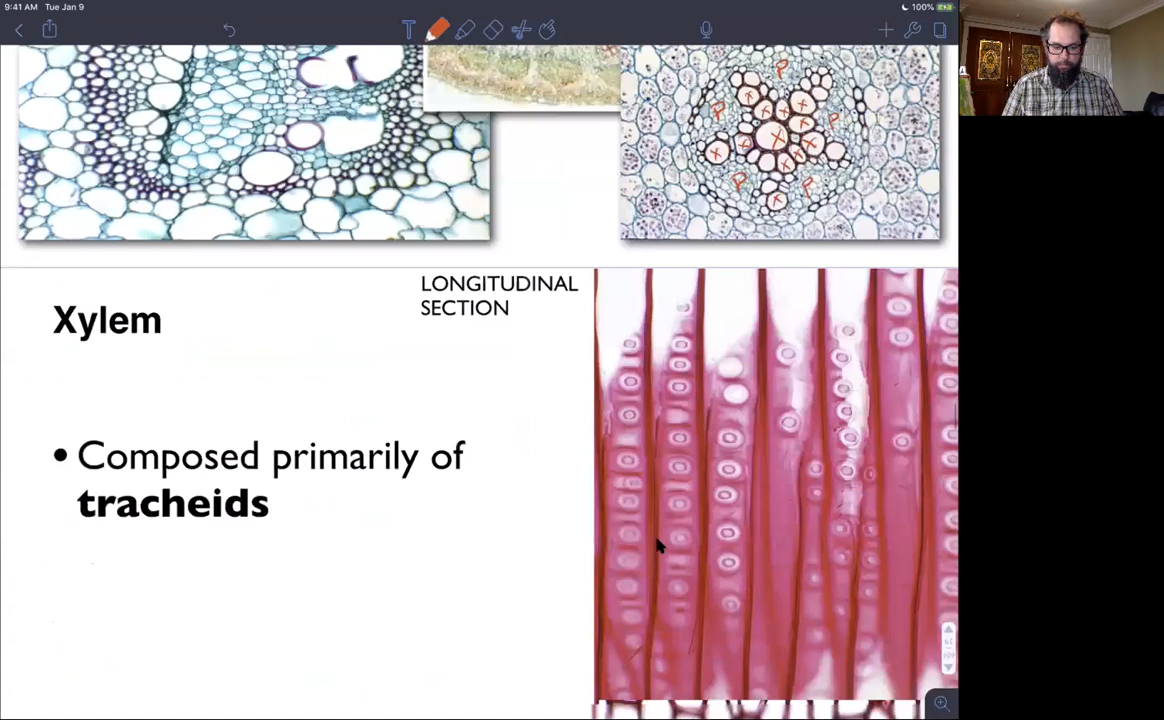 9:41 AM Tue Jan 9
100%
T
P
P
P
P
P
X
X
X
X
X
X
X
X
X
X
X
X
LONGITUDINAL
SECTION
Xylem
• Composed primarily of
tracheids